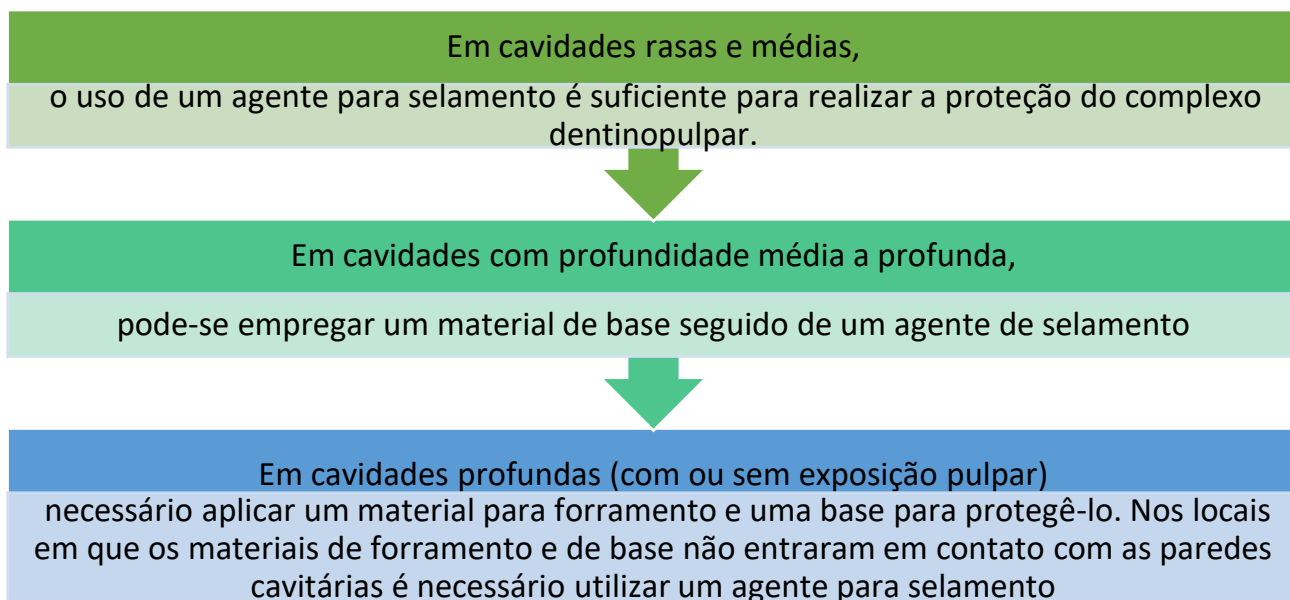 Em cavidades rasas e médias,
o uso de um agente para selamento é suficiente para realizar a proteção do complexo
dentinopulpar.
Em cavidades com profundidade média a profunda,
pode-se empregar um material de base seguido de um agente de selamento
Em cavidades profundas (com ou sem exposição pulpar)
necessário aplicar um material para forramento e uma base para protegê-lo. Nos locais
em que os materiais de forramento e de base não entraram em contato com as paredes
cavitárias é necessário utilizar um agente para selamento